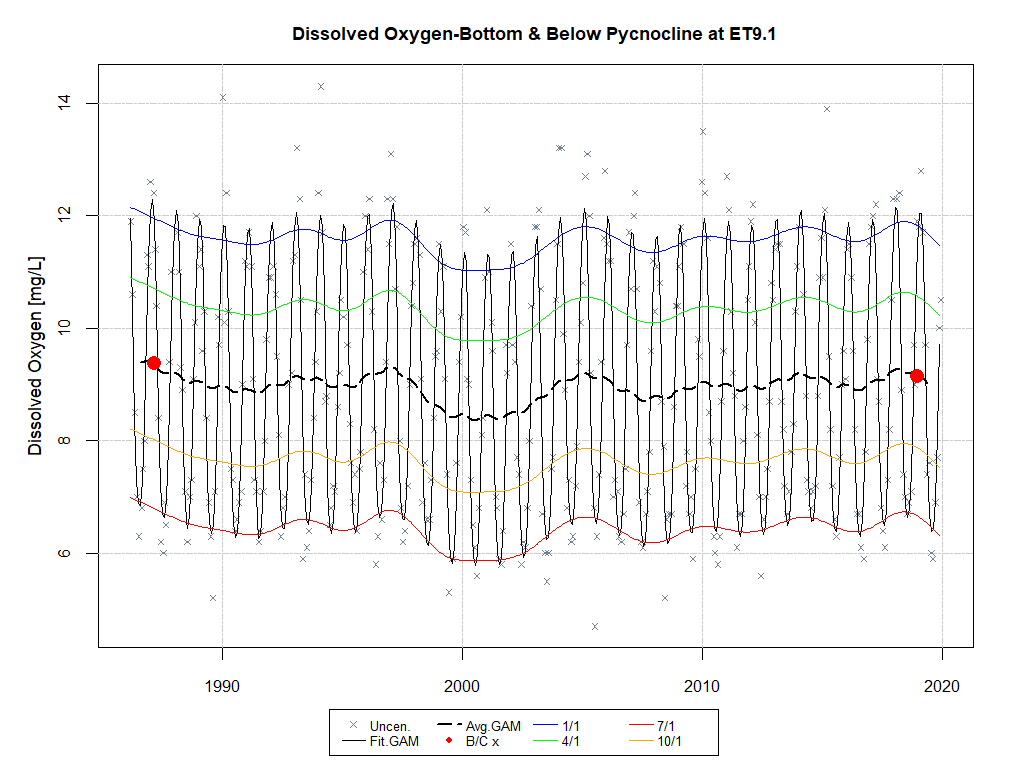 Dissolved Oxygen-Bottom & Below Pycnocline at ET9.1
Dissolved Oxygen [mg/L]
14
12
10
8
6
1990 2000 2010 2020
Uncen. Avg.GAM 1/1 7/1
Fit.GAM B/C x 4/1 10/1